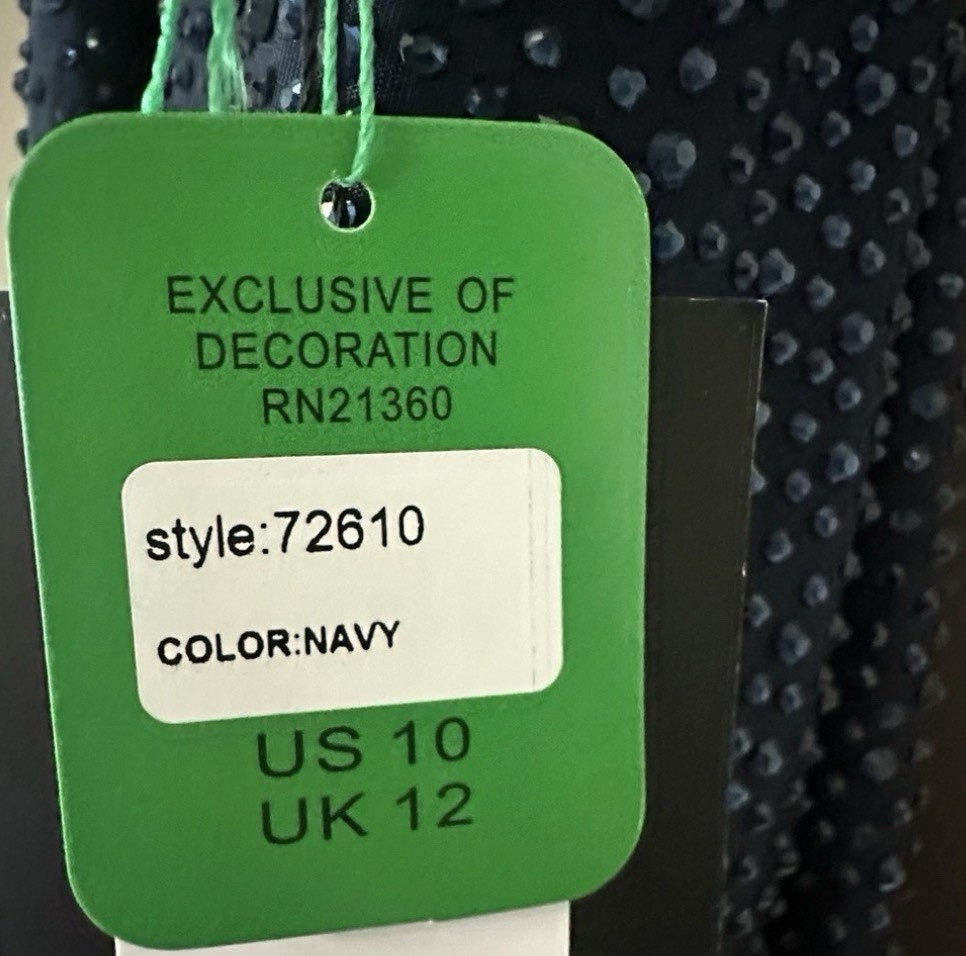 EXCLUSIVE OF
DECORATION
RN21360
style:72610
COLOR:NAVY
US 10
UK 12